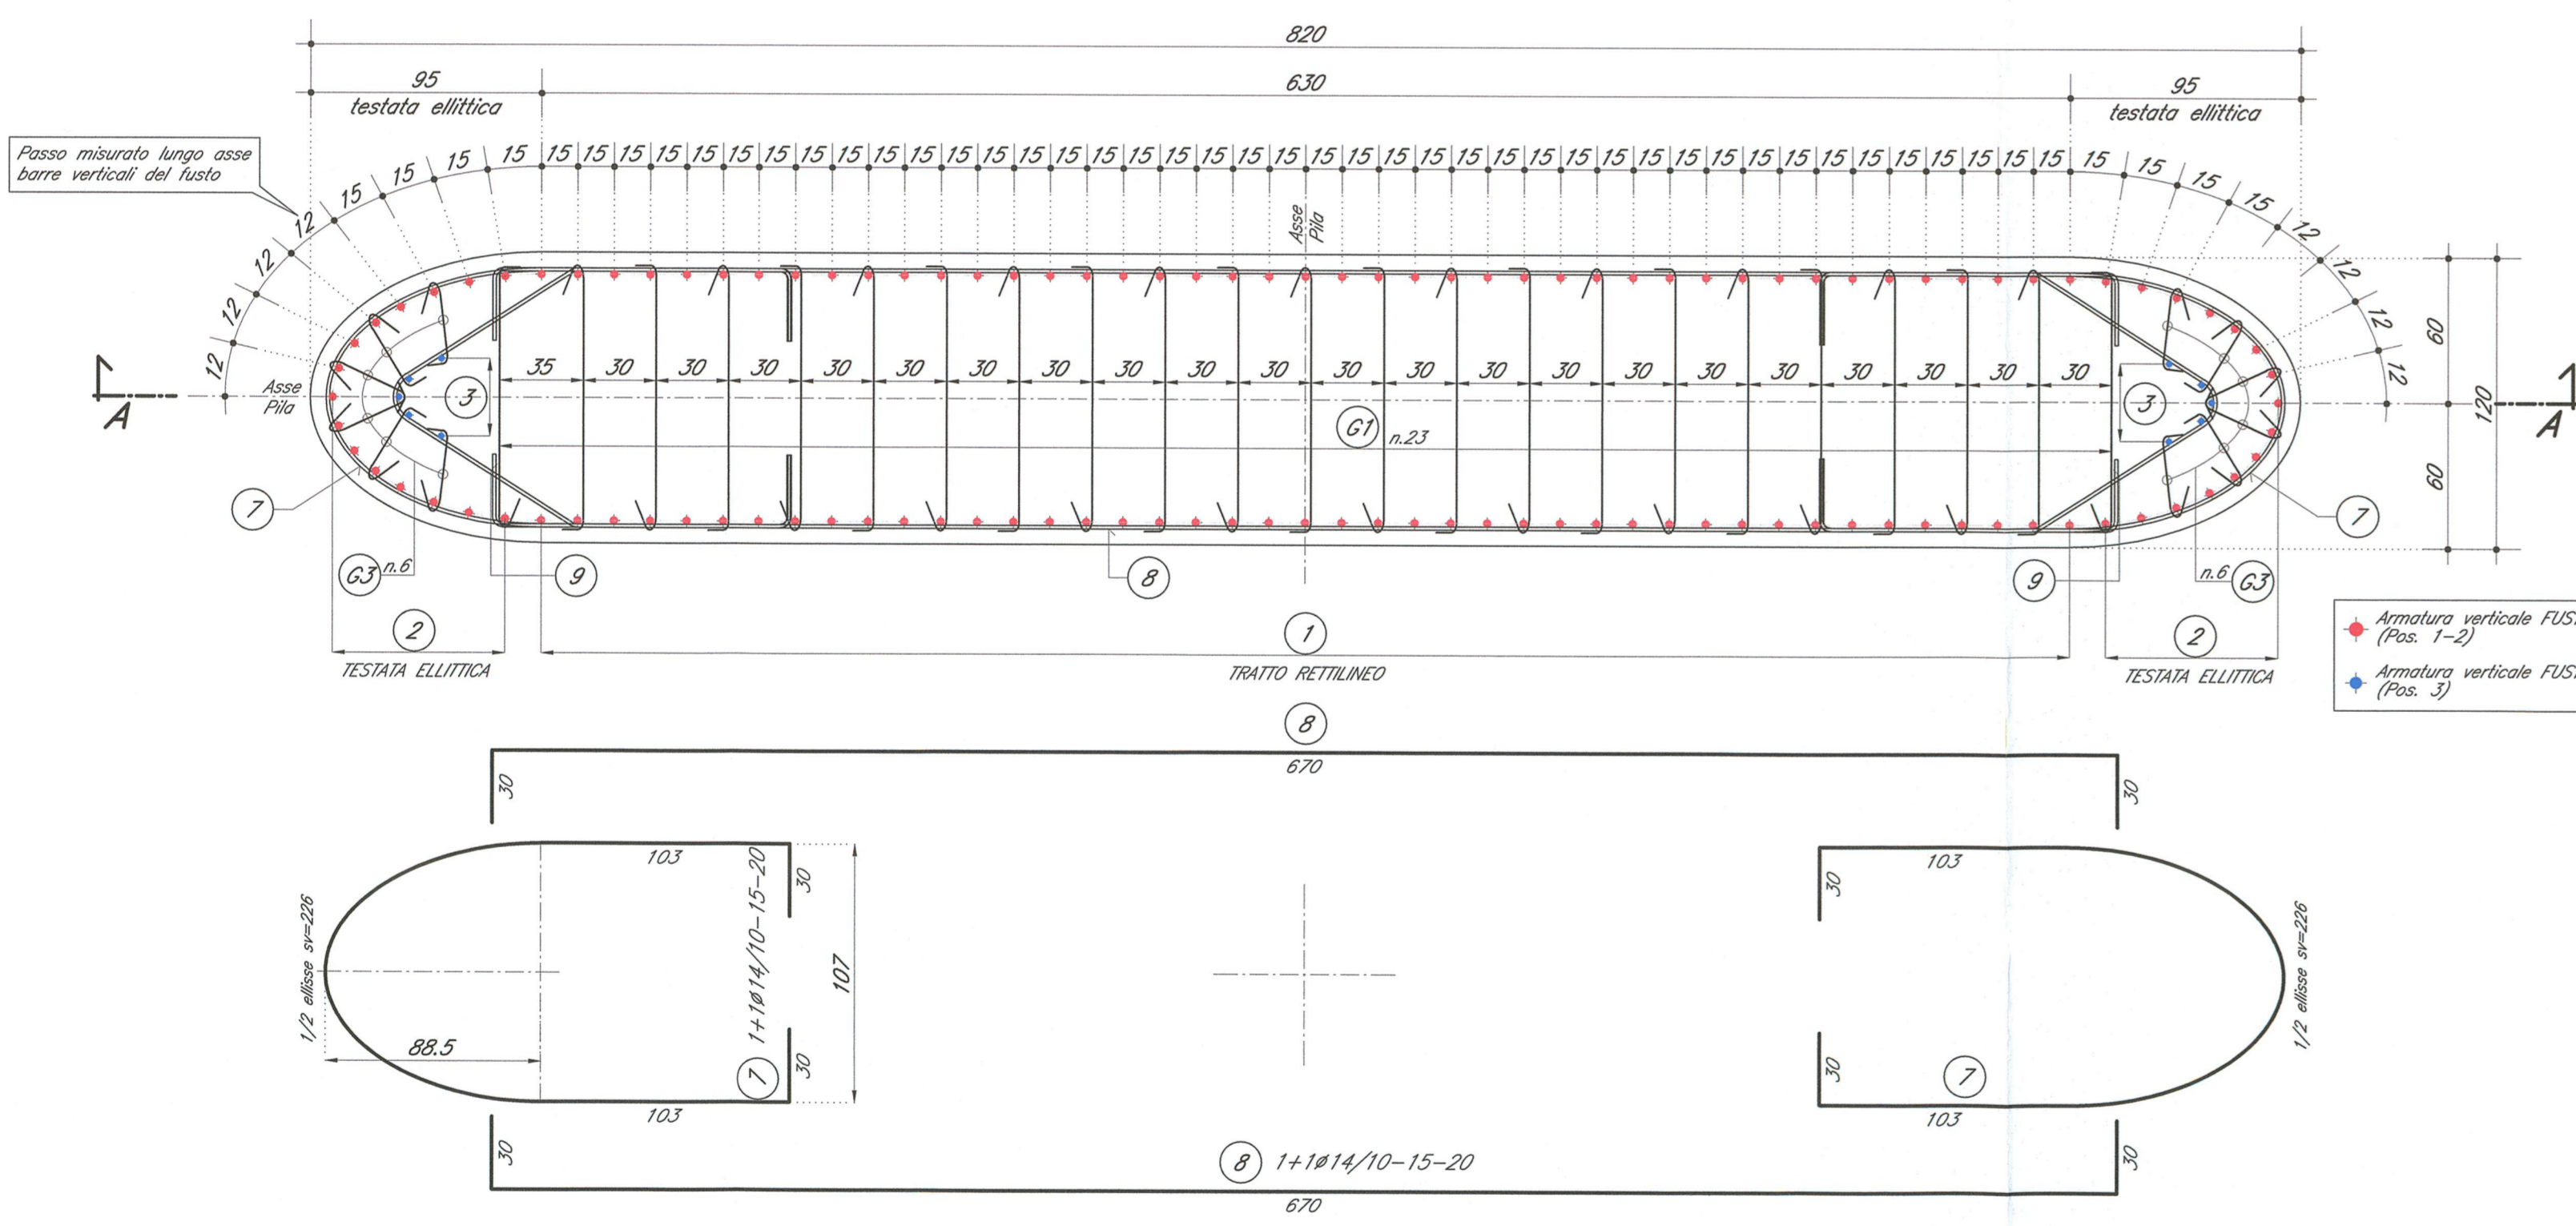 820
95
testata ellittica
630
95
testata ellittica
Passo misurato lungo asse
barre verticali del fusto
12 12 12 12 15 15 15 15 15 15 15 15 15 15 15 15 15 15 15 15 15 15 15 15 15 15 15 15 15 15 15 15 15 15 15 15 15 15 15 15 15 15 15 15 15 15 15 15 15 15 15 15 15 15 12 12 12 12
Asse
Pila
Asse
Pila
A
A
3
35 30 30 30 30 30 30 30 30 30 30 30 30 30 30 30 30 30 30 30 30 30
3
60
60
120
G1 n.23
7
7
G3 n.6
9
8
9
n.6 G3
2
TESTATA ELLITTICA
1
TRATTO RETTILINEO
2
TESTATA ELLITTICA
Armatura verticale FUS
(Pos. 1-2)
Armatura verticale FUS
(Pos. 3)
8
670
30
30
103
30
103
30
1/2 ellisse sv=226
88.5
7 1+1ø14/10-15-20
107
30
103
30
7
103
1/2 ellisse sv=226
30
8 1+1ø14/10-15-20
30
670